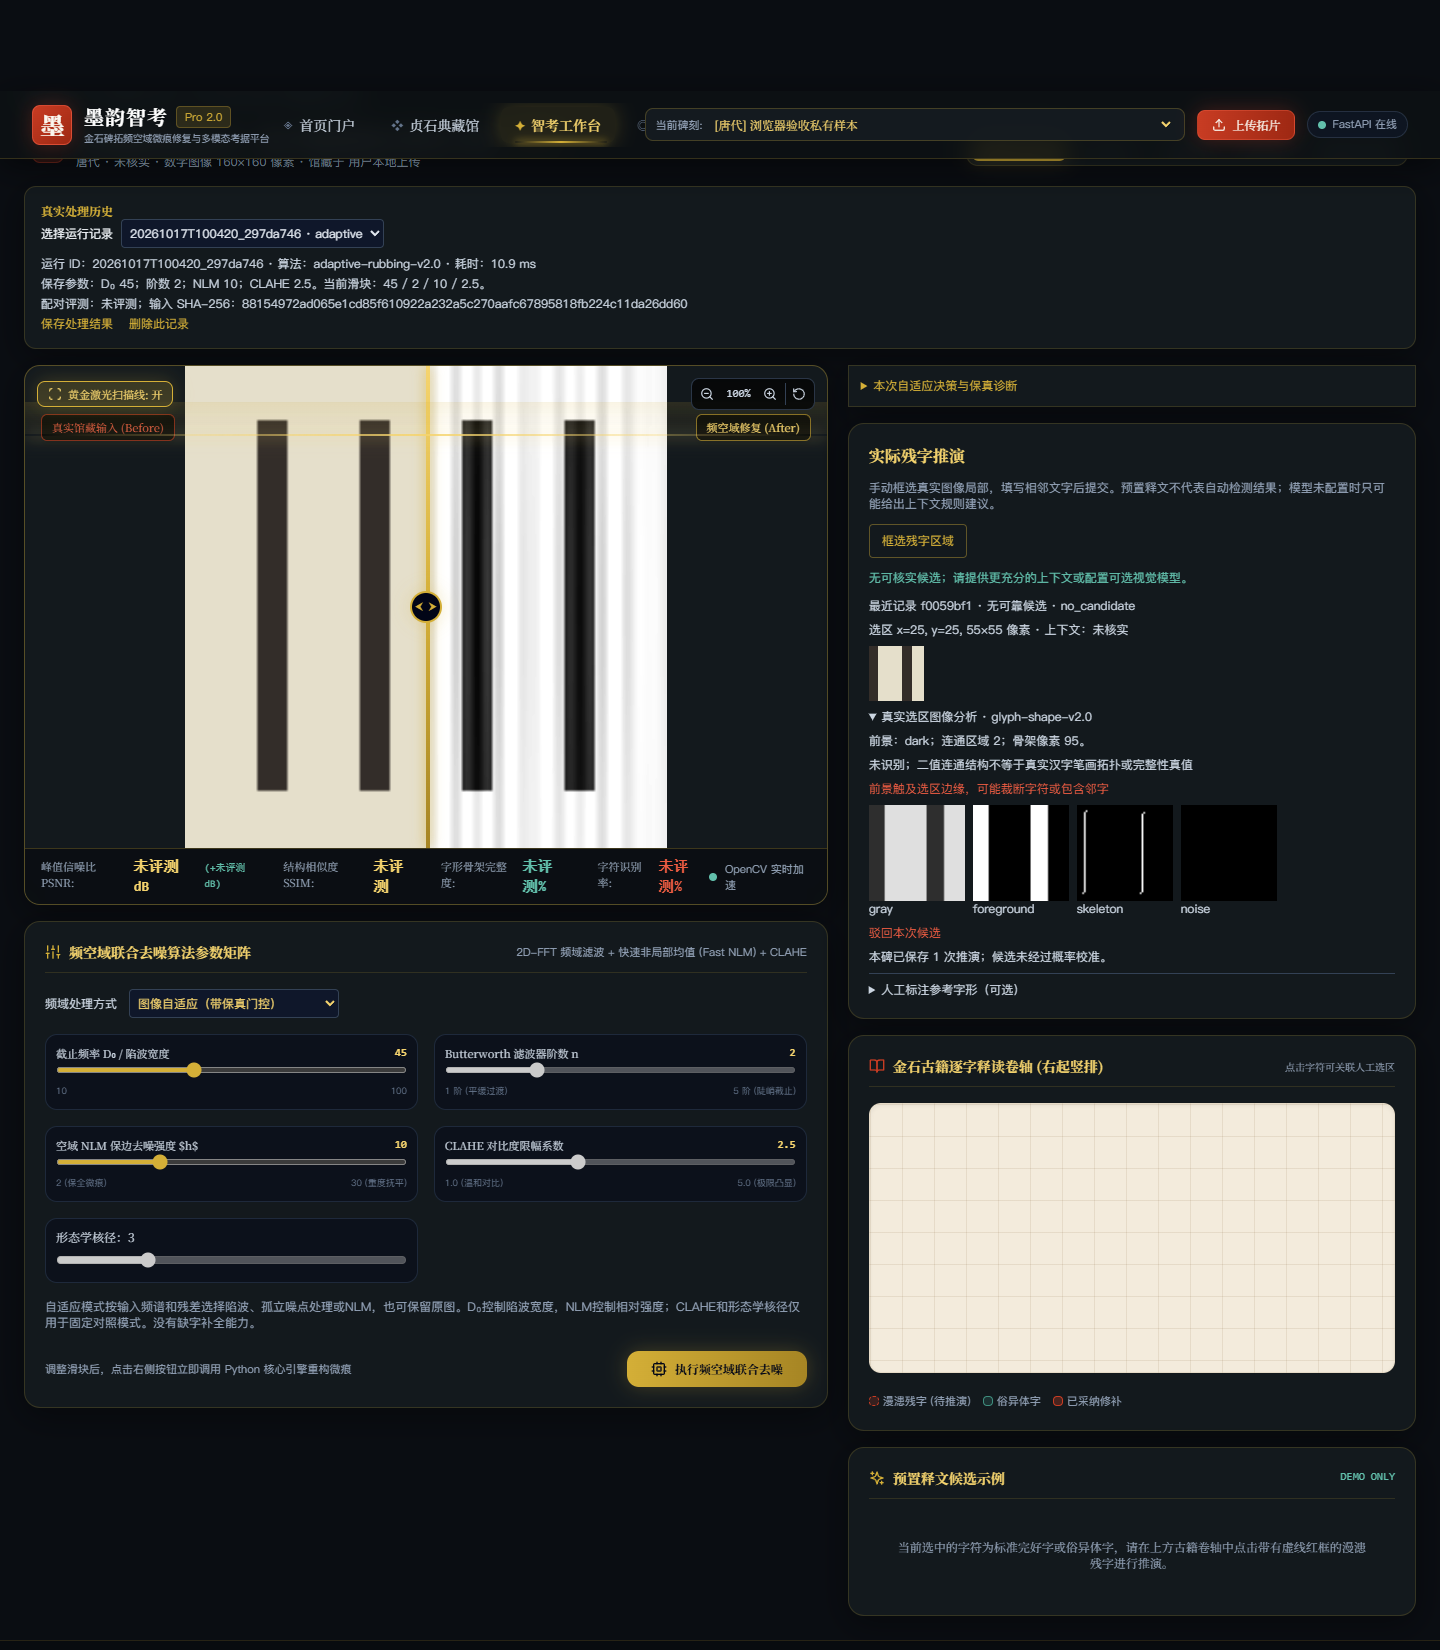 墨
墨韵智考 Pro 2.0
金石碑拓频空域微痕修复与多模态考据平台
首页门户
贞石典藏馆
智考工作台
当前碑刻: [唐代] 浏览器验收私有样本
上传拓片
FastAPI 在线
唐代 · 未核实 · 数字图像 160×160 像素 · 馆藏于 用户本地上传
真实处理历史
选择运行记录 20261017T100420_297da746 · adaptive
运行 ID: 20261017T100420_297da746 · 算法: adaptive-rubbing-v2.0 · 耗时: 10.9 ms
保存参数: D₀ 45; 阶数 2; NLM 10; CLAHE 2.5。当前滑块: 45 / 2 / 10 / 2.5。
配对评测: 未评测; 输入 SHA-256: 88154972ad065e1cd85f610922a232a5c270aafc67895818fb224c11da26dd60
保存处理结果 删除此记录
黄金激光扫描线: 开
真实馆藏输入 (Before)
100%
频空域修复 (After)
峰值信噪比 PSNR: 未评测 dB (+未评测 dB)
结构相似度 SSIM: 未评测
字形骨架完整度: 未评测%
字符识别率: 未评测%
OpenCV 实时加速
频空域联合去噪算法参数矩阵
2D-FFT 频域滤波 + 快速非局部均值 (Fast NLM) + CLAHE
频域处理方式 图像自适应（带保真门控）
截止频率 D₀ / 陷波宽度 45
10 100
Butterworth 滤波器阶数 n 2
1 阶 (平缓过渡) 5 阶 (陡峭截止)
空域 NLM 保边去噪强度 $h$ 10
2 (保全微痕) 30 (重度抚平)
CLAHE 对比度限幅系数 2.5
1.0 (温和对比) 5.0 (极限凸显)
形态学核径: 3
自适应模式按输入频谱和残差选择陷波、孤立噪点处理或NLM，也可保留原图。D₀控制陷波宽度，NLM控制相对强度；CLAHE和形态学核径仅
用于固定对照模式。没有缺字补全能力。
调整滑块后，点击右侧按钮立即调用 Python 核心引擎重构微痕
执行频空域联合去噪
本次自适应决策与保真诊断
实际残字推演
手动框选真实图像局部，填写相邻文字后提交。预置释文不代表自动检测结果；模型未配置时只可
能给出上下文规则建议。
框选残字区域
无可核实候选；请提供更充分的上下文或配置可选视觉模型。
最近记录 f0059bf1 · 无可靠候选 · no_candidate
选区 x=25, y=25, 55×55 像素 · 上下文: 未核实
真实选区图像分析 · glyph-shape-v2.0
前景: dark; 连通区域 2; 骨架像素 95。
未识别；二值连通结构不等于真实汉字笔画拓扑或完整性真值
前景触及选区边缘，可能截断字符或包含邻字
gray foreground skeleton noise
驳回本次候选
本碑已保存 1 次推演；候选未经过概率校准。
人工标注参考字形（可选）
金石古籍逐字释读卷轴 (右起竖排)
点击字符可关联人工选区
漫漶残字 (待推演) 俗异体字 已采纳修补
预置释文候选示例
DEMO ONLY
当前选中的字符为标准完好字或俗异体字，请在上方古籍卷轴中点击带有虚线红框的漫漶
残字进行推演。